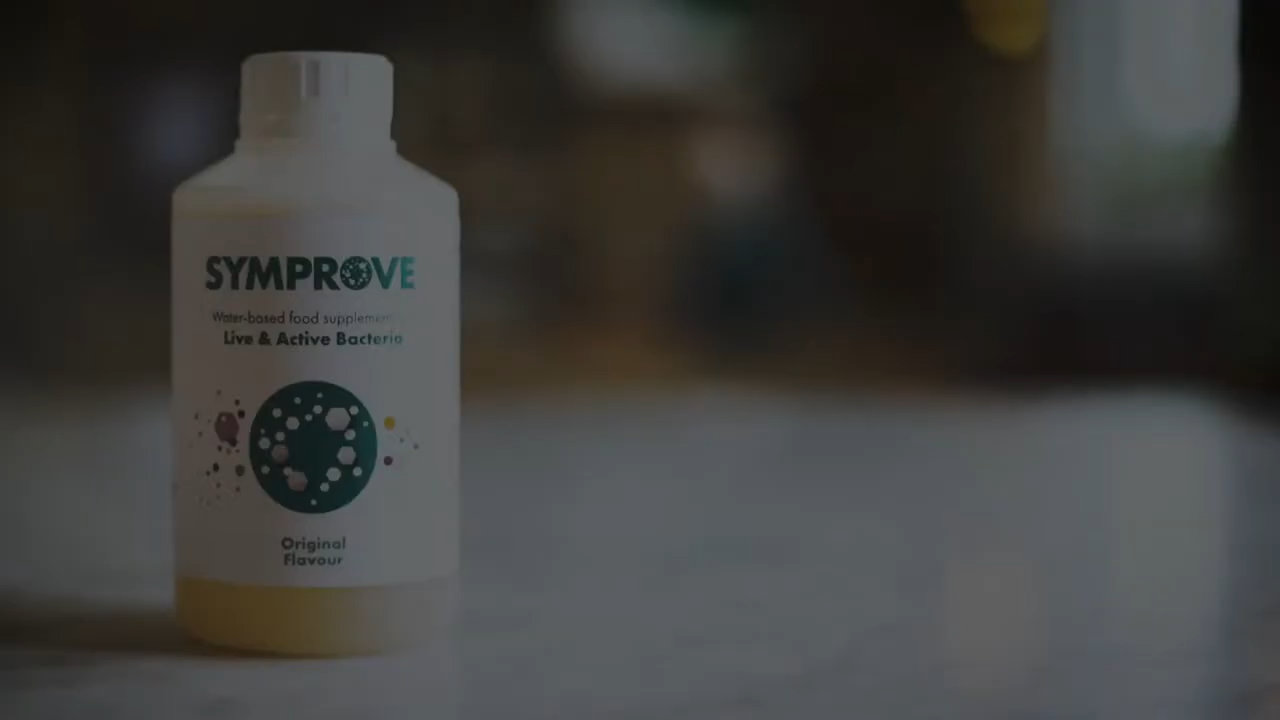 SYMPROVE
Water-based food supplement
Live & Active Bacteria
Original
Flavour